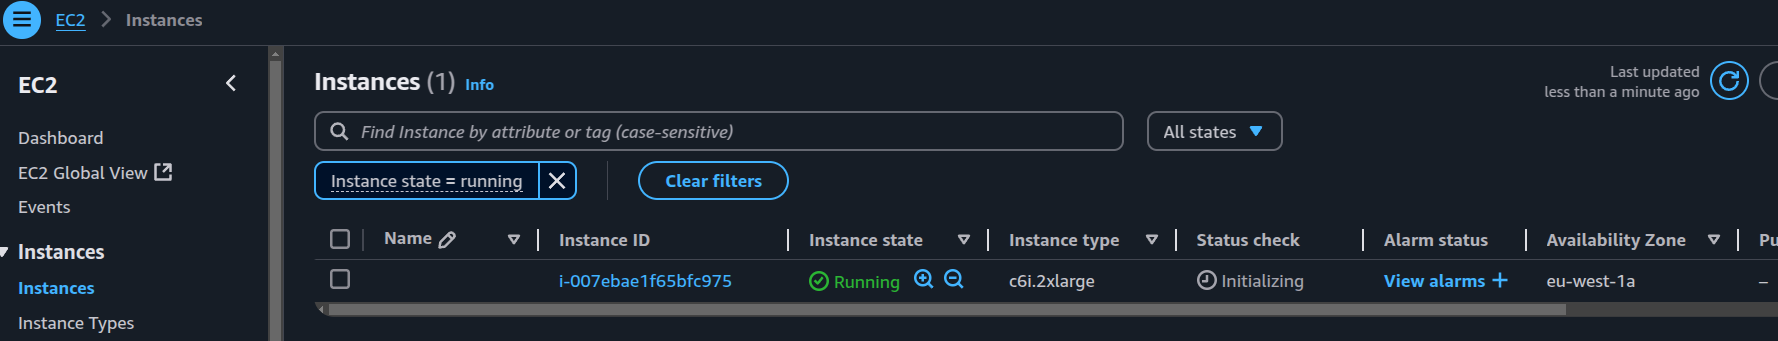 EC2 > Instances
EC2
Dashboard
EC2 Global View
Events
Instances
Instances
Instance Types
Instances (1) Info
Last updated
less than a minute ago
Find Instance by attribute or tag (case-sensitive)
All states
Instance state = running
Clear filters
Name Instance ID Instance state Instance type Status check Alarm status Availability Zone Pu
i-007ebae1f65bfc975 Running c6i.2xlarge Initializing View alarms + eu-west-1a –